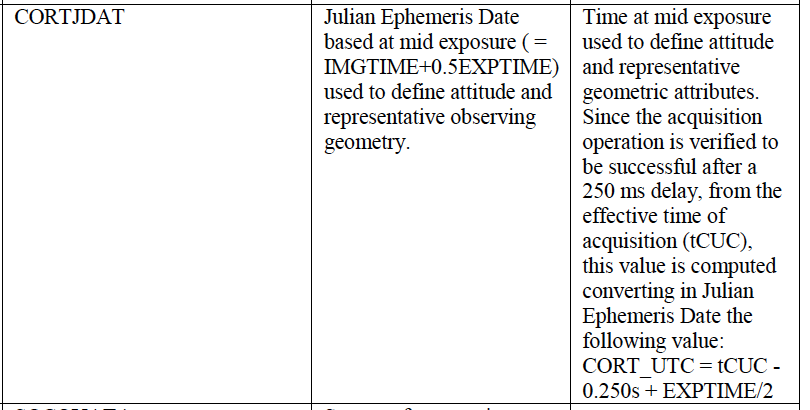 CORTJDAT
Julian Ephemeris Date
based at mid exposure ( =
IMGTIME+0.5EXPTIME)
used to define attitude and
representative observing
geometry.
Time at mid exposure
used to define attitude
and representative
geometric attributes.
Since the acquisition
operation is verified to
be successful after a
250 ms delay, from the
effective time of
acquisition (tCUC),
this value is computed
converting in Julian
Ephemeris Date the
following value:
CORT_UTC = tCUC -
0.250s + EXPTIME/2